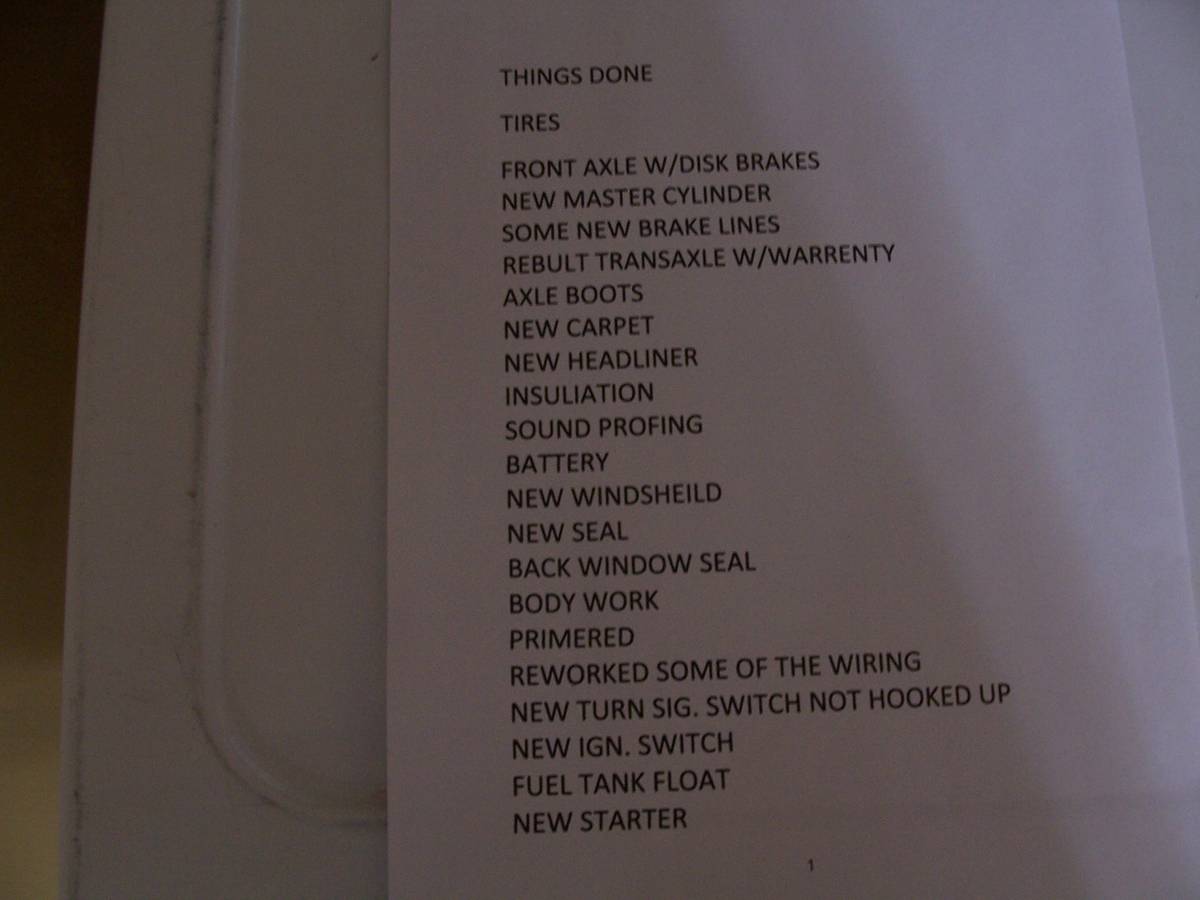 THINGS DONE
TIRES
FRONT AXLE W/DISK BRAKES
NEW MASTER CYLINDER
SOME NEW BRAKE LINES
REBULT TRANSAXLE W/WARRENTY
AXLE BOOTS
NEW CARPET
NEW HEADLINER
INSULIATION
SOUND PROFING
BATTERY
NEW WINDSHEILD
NEW SEAL
BACK WINDOW SEAL
BODY WORK
PRIMERED
REWORKED SOME OF THE WIRING
NEW TURN SIG. SWITCH NOT HOOKED UP
NEW IGN. SWITCH
FUEL TANK FLOAT
NEW STARTER
1